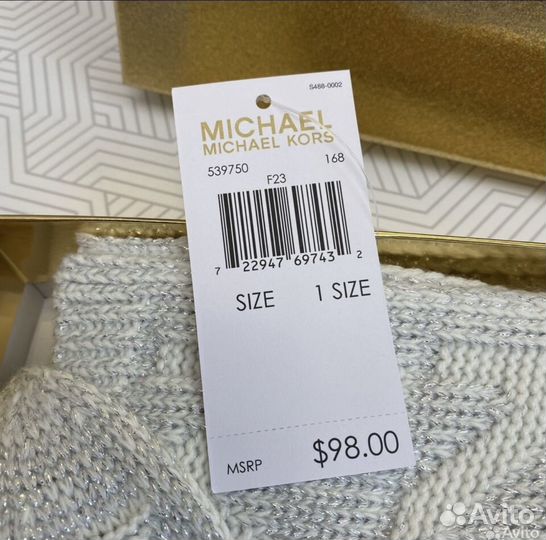 S488-0002
MICHAEL
MICHAEL KORS
539750 168
F23
7 22947 69743 2
SIZE 1 SIZE
MSRP $98.00
Avito
Avito